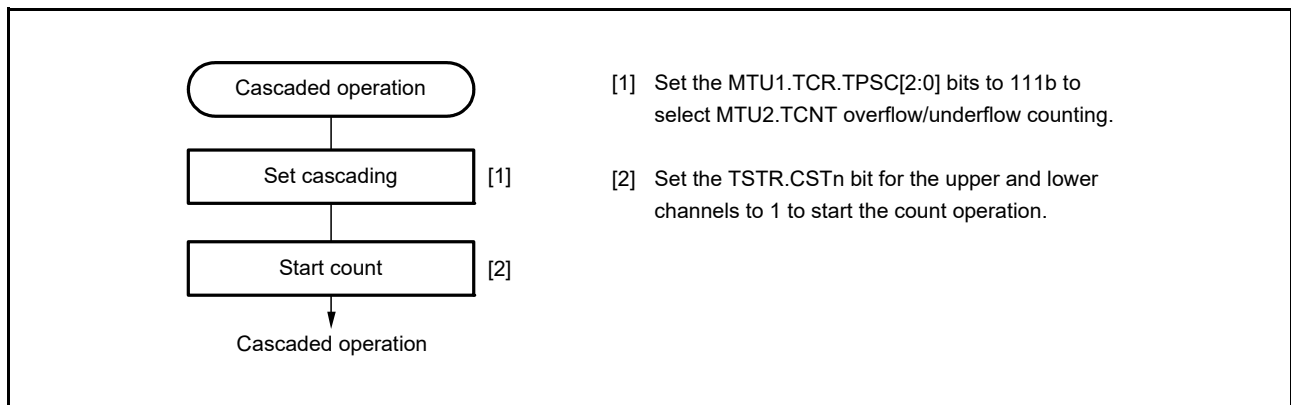 Cascaded operation
Set cascading [1]
Start count [2]
Cascaded operation
[1] Set the MTU1.TCR.TPSC[2:0] bits to 111b to
select MTU2.TCNT overflow/underflow counting.
[2] Set the TSTR.CSTn bit for the upper and lower
channels to 1 to start the count operation.